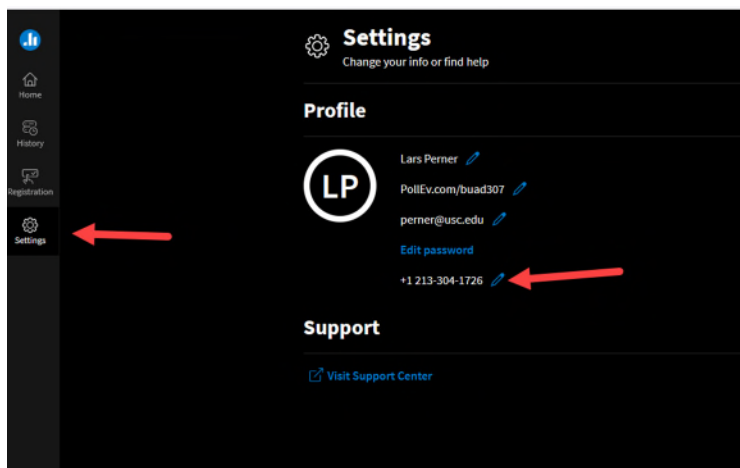 Settings
Change your info or find help
Home
History
Registration
Settings
Profile
LP
Lars Perner
PollEv.com/buad307
perner@usc.edu
Edit password
+1 213-304-1726
Support
Visit Support Center